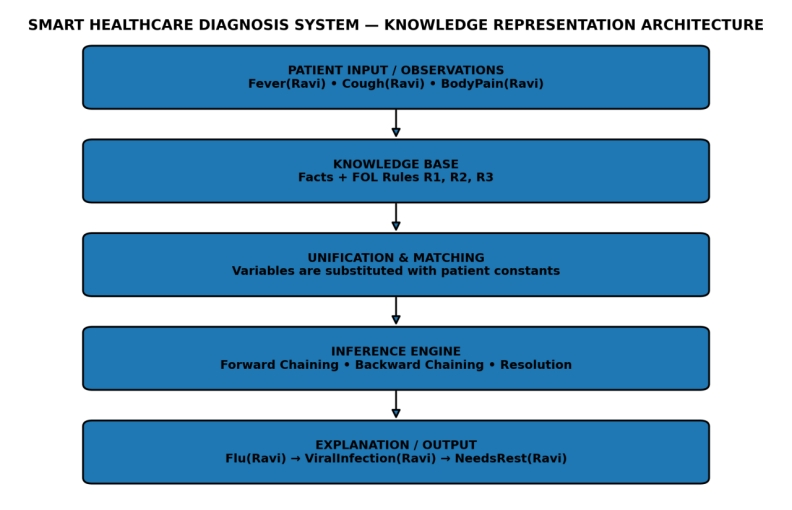 SMART HEALTHCARE DIAGNOSIS SYSTEM — KNOWLEDGE REPRESENTATION ARCHITECTURE
PATIENT INPUT / OBSERVATIONS
Fever(Ravi) • Cough(Ravi) • BodyPain(Ravi)
KNOWLEDGE BASE
Facts + FOL Rules R1, R2, R3
UNIFICATION & MATCHING
Variables are substituted with patient constants
INFERENCE ENGINE
Forward Chaining • Backward Chaining • Resolution
EXPLANATION / OUTPUT
Flu(Ravi) → ViralInfection(Ravi) → NeedsRest(Ravi)